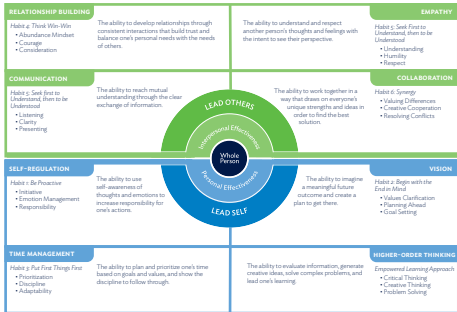 RELATIONSHIP BUILDING
Habit 4: Think Win-Win
• Abundance Mindset
• Courage
• Consideration
The ability to develop relationships through
consistent interactions that build trust and
balance one's personal needs with the needs
of others.
The ability to understand and respect
another person's thoughts and feelings with
the intent to see their perspective.
EMPATHY
Habit 5: Seek First to
Understand, then to be
Understood
• Understanding
• Humility
• Respect
COMMUNICATION
Habit 5: Seek First to
Understand, then to be
Understood
• Listening
• Clarity
• Presenting
The ability to reach mutual
understanding through the clear
exchange of information.
The ability to work together in a
way that draws on everyone's
unique strengths and ideas in
order to find the best
solution.
COLLABORATION
Habit 6: Synergy
• Valuing Differences
• Creative Cooperation
• Resolving Conflicts
LEAD OTHERS
Interpersonal Effectiveness
Whole
Person
Personal Effectiveness
LEAD SELF
SELF-REGULATION
Habit 1: Be Proactive
• Initiative
• Emotion Management
• Responsibility
The ability to use
self-awareness of
thoughts and emotions to
increase responsibility for
one's actions.
The ability to imagine
a meaningful future
outcome and create a
plan to get there.
VISION
Habit 2: Begin with the
End in Mind
• Values Clarification
• Planning Ahead
• Goal Setting
TIME MANAGEMENT
Habit 3: Put First Things First
• Prioritization
• Discipline
• Adaptability
The ability to plan and prioritize one's time
based on goals and values, and show the
discipline to follow through.
The ability to evaluate information, generate
creative ideas, solve complex problems, and
lead one's learning.
HIGHER-ORDER THINKING
Empowered Learning Approach
• Critical Thinking
• Creative Thinking
• Problem Solving